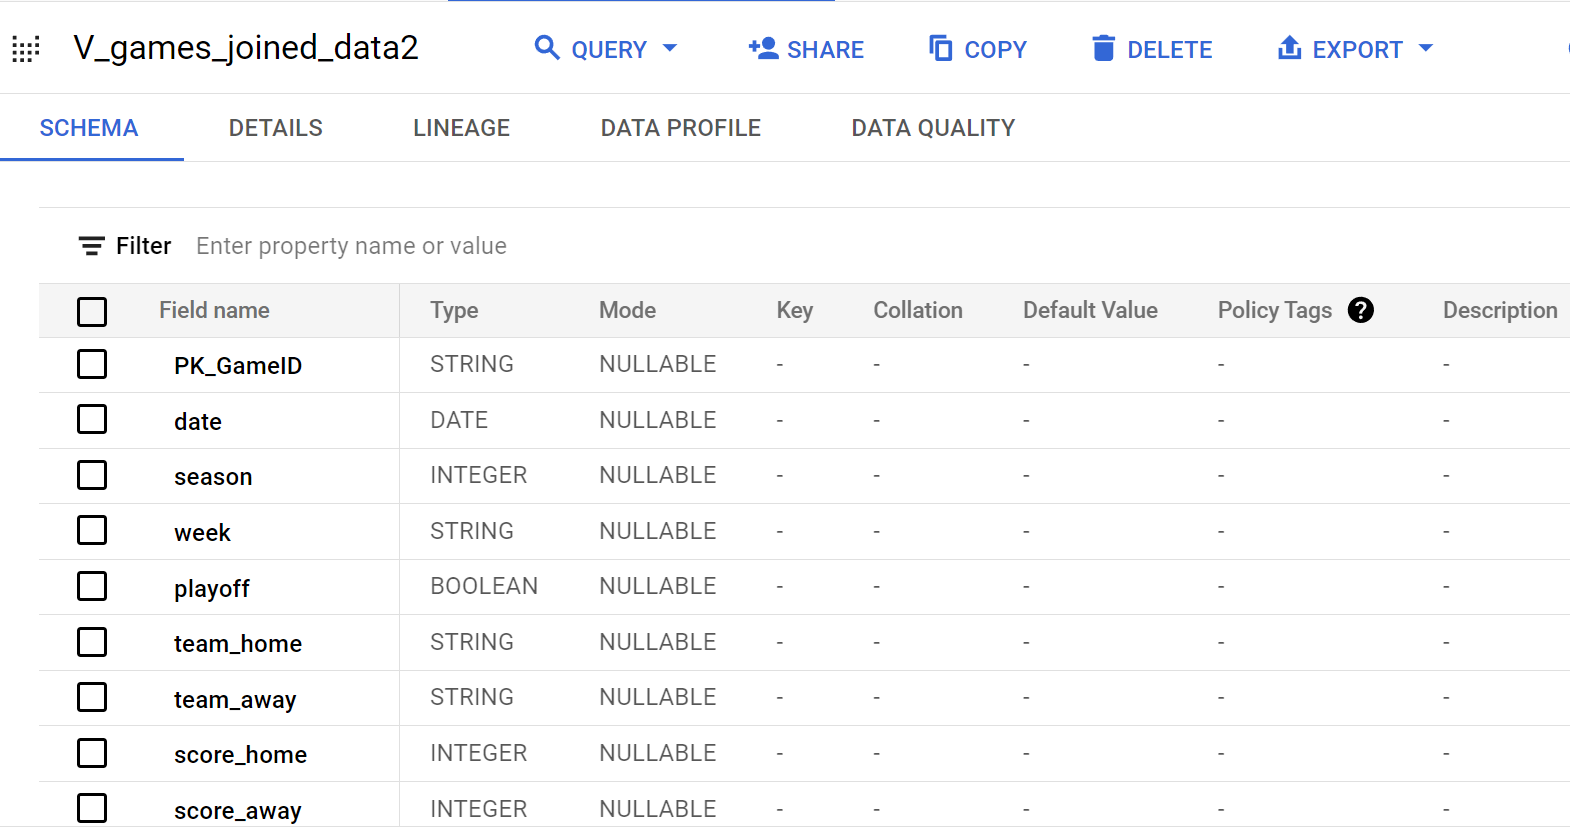 V_games_joined_data2 QUERY SHARE COPY DELETE EXPORT
SCHEMA DETAILS LINEAGE DATA PROFILE DATA QUALITY
Filter Enter property name or value
Field name Type Mode Key Collation Default Value Policy Tags ? Description
PK_GameID STRING NULLABLE - - - - -
date DATE NULLABLE - - - - -
season INTEGER NULLABLE - - - - -
week STRING NULLABLE - - - - -
playoff BOOLEAN NULLABLE - - - - -
team_home STRING NULLABLE - - - - -
team_away STRING NULLABLE - - - - -
score_home INTEGER NULLABLE - - - - -
score_away INTEGER NULLABLE - - - - -